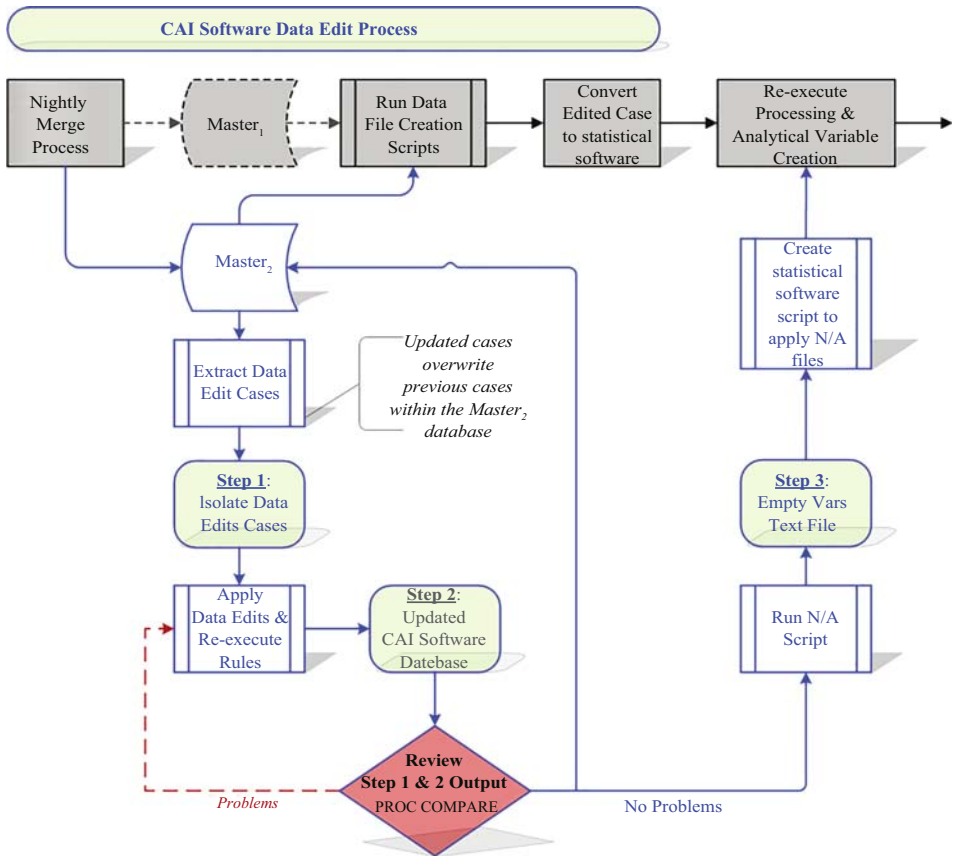 CAI Software Data Edit Process
Nightly
Merge
Process
Master₁
Run Data
File Creation
Scripts
Convert
Edited Case
to statistical
software
Re-execute
Processing &
Analytical Variable
Creation
Master₂
Create
statistical
software
script to
apply N/A
files
Extract Data
Edit Cases
Updated cases
overwrite
previous cases
within the Master₂
database
Step 1:
Isolate Data
Edits Cases
Step 3:
Empty Vars
Text File
Apply
Data Edits &
Re-execute
Rules
Step 2:
Updated
CAI Software
Datebase
Run N/A
Script
Review
Step 1 & 2 Output
PROC COMPARE
Problems
No Problems